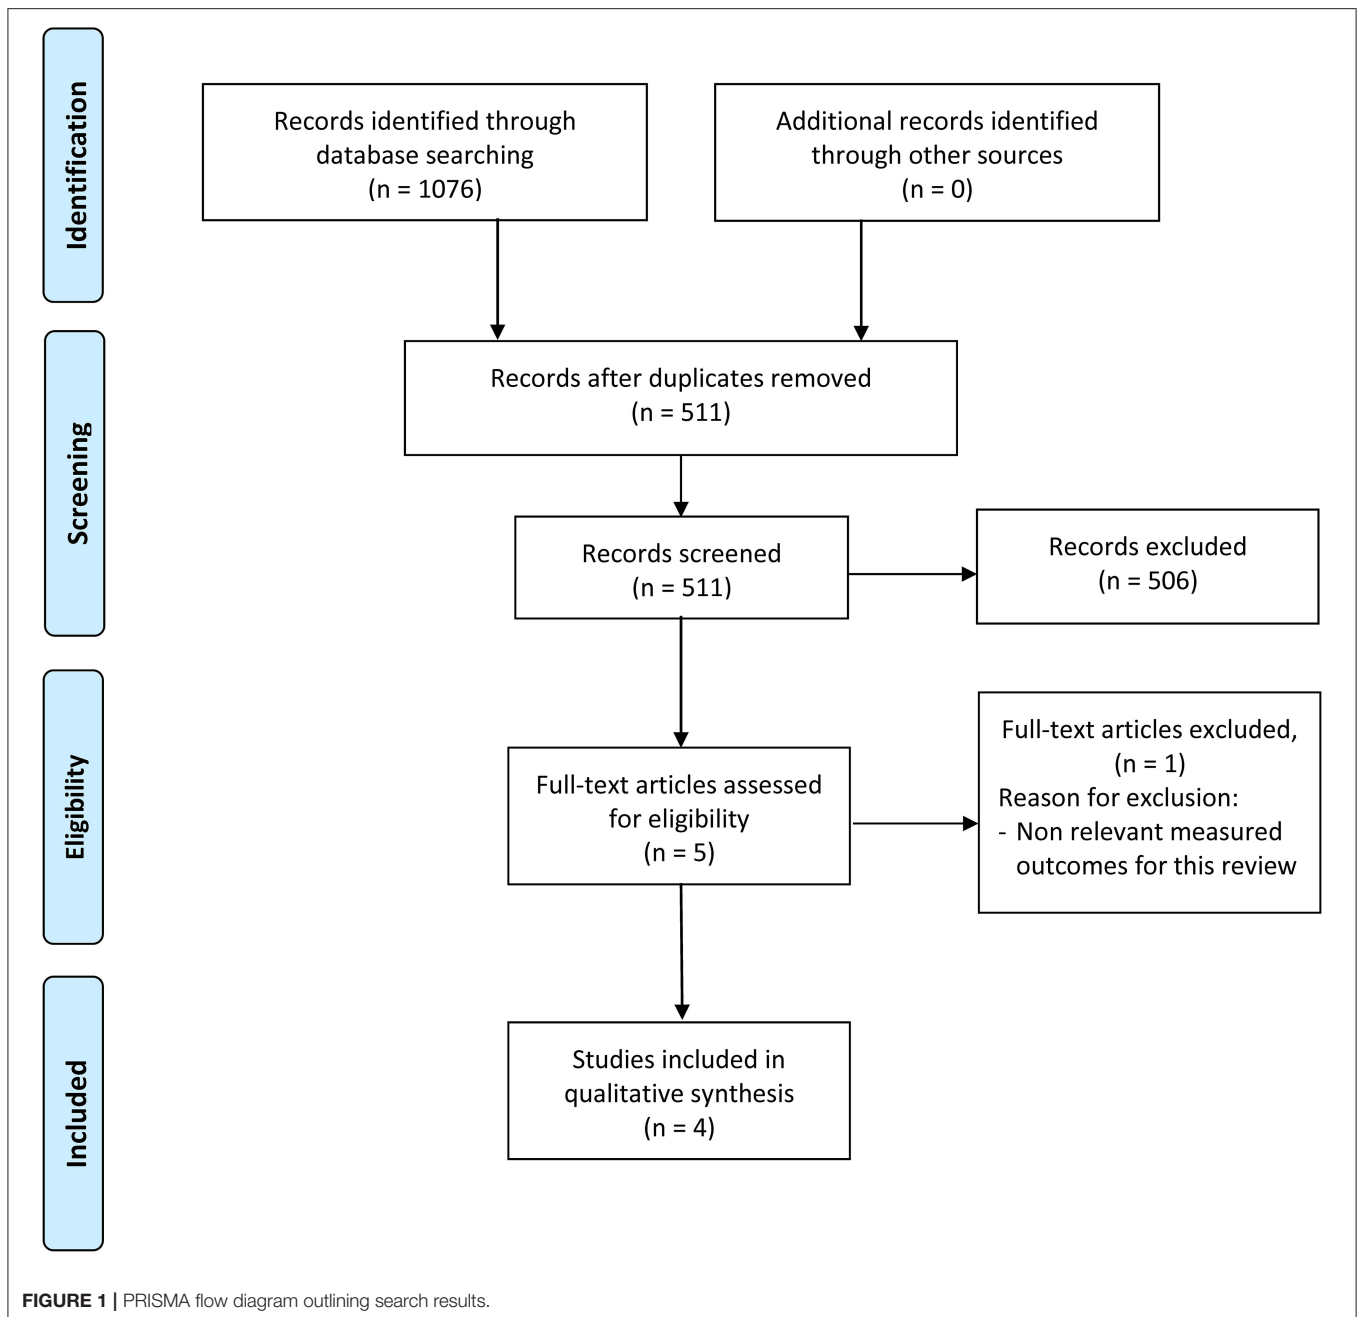 Identification
Records identified through
database searching
(n = 1076)
Additional records identified
through other sources
(n = 0)
Screening
Records after duplicates removed
(n = 511)
Records screened
(n = 511)
Records excluded
(n = 506)
Eligibility
Full-text articles assessed
for eligibility
(n = 5)
Full-text articles excluded,
(n = 1)
Reason for exclusion:
- Non relevant measured
outcomes for this review
Included
Studies included in
qualitative synthesis
(n = 4)
FIGURE 1 | PRISMA flow diagram outlining search results.